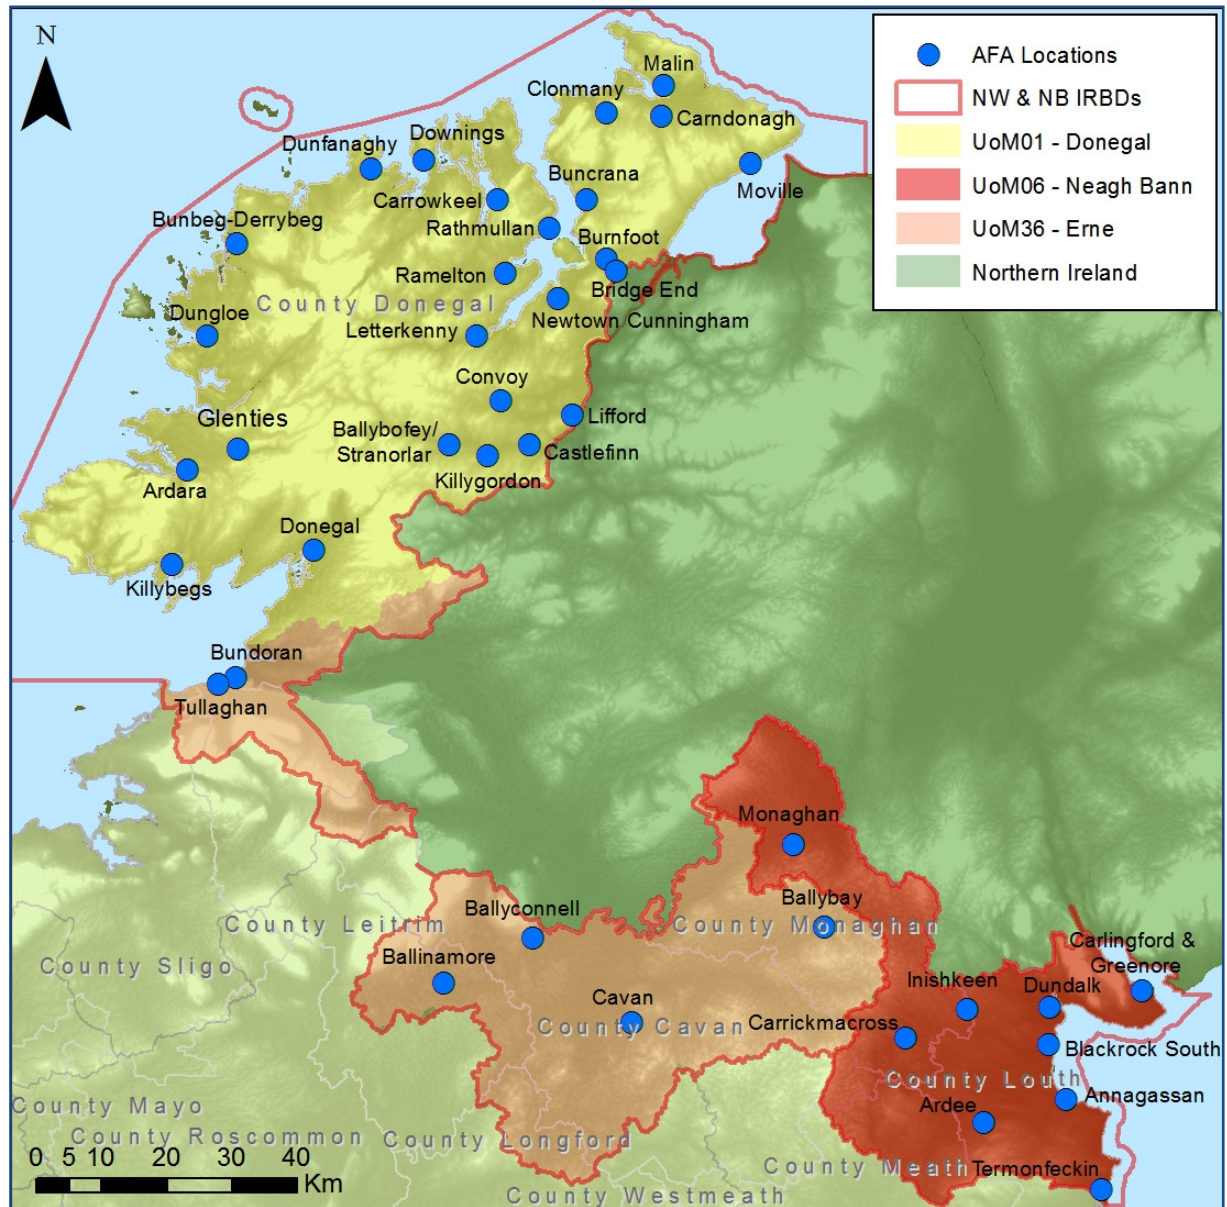 N
AFA Locations
NW & NB IRBDs
UoM01 - Donegal
UoM06 - Neagh Bann
UoM36 - Erne
Northern Ireland
Malin
Clonmany
Carndonagh
Downings
Dunfanaghy
Buncrana
Moville
Carrowkeel
Bunbeg-Derrybeg
Rathmullan
Burnfoot
Ramelton
Bridge End
County Donegal
Dungloe
Newtown Cunningham
Letterkenny
Convoy
Glenties
Lifford
Ballybofey/
Stranorlar
Castlefinn
Killygordon
Ardara
Donegal
Killybegs
Bundoran
Tullaghan
Monaghan
Ballybay
Ballyconnell
County Leitrim
County Monaghan
Carlingford &
Greenore
Ballinamore
County Sligo
Inishkeen
Dundalk
Cavan
County Cavan
Carrickmacross
Blackrock South
County Louth
Annagassan
County Mayo
Ardee
County Roscommon
County Longford
County Meath
Termonfeckin
County Westmeath
0 5 10 20 30 40
Km